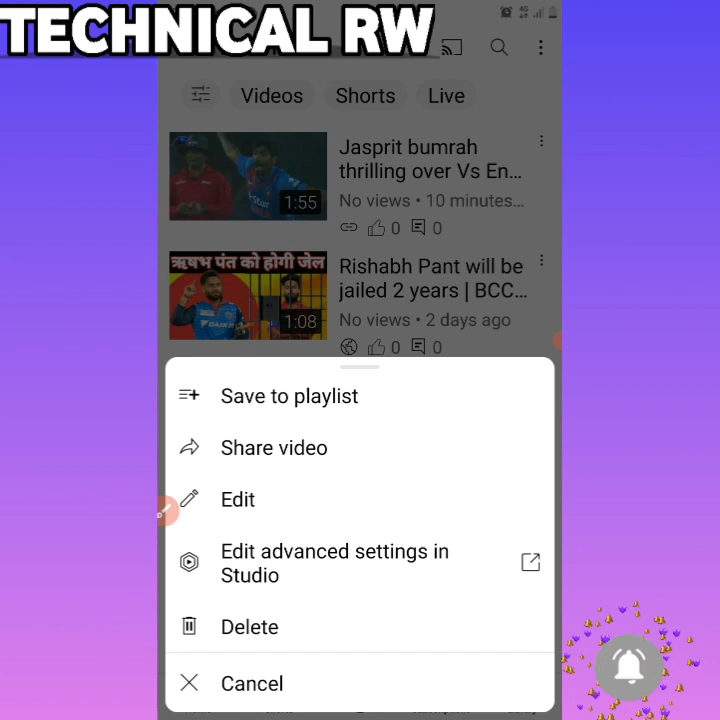 TECHNICAL RW
4G
Videos Shorts Live
Jasprit bumrah
thrilling over Vs En...
1:55
No views • 10 minutes...
0 0
ऋषभ पंत को होगी जेल
Rishabh Pant will be
jailed 2 years | BCC...
1:08
No views • 2 days ago
0 0
Save to playlist
Share video
Edit
Edit advanced settings in
Studio
Delete
Cancel